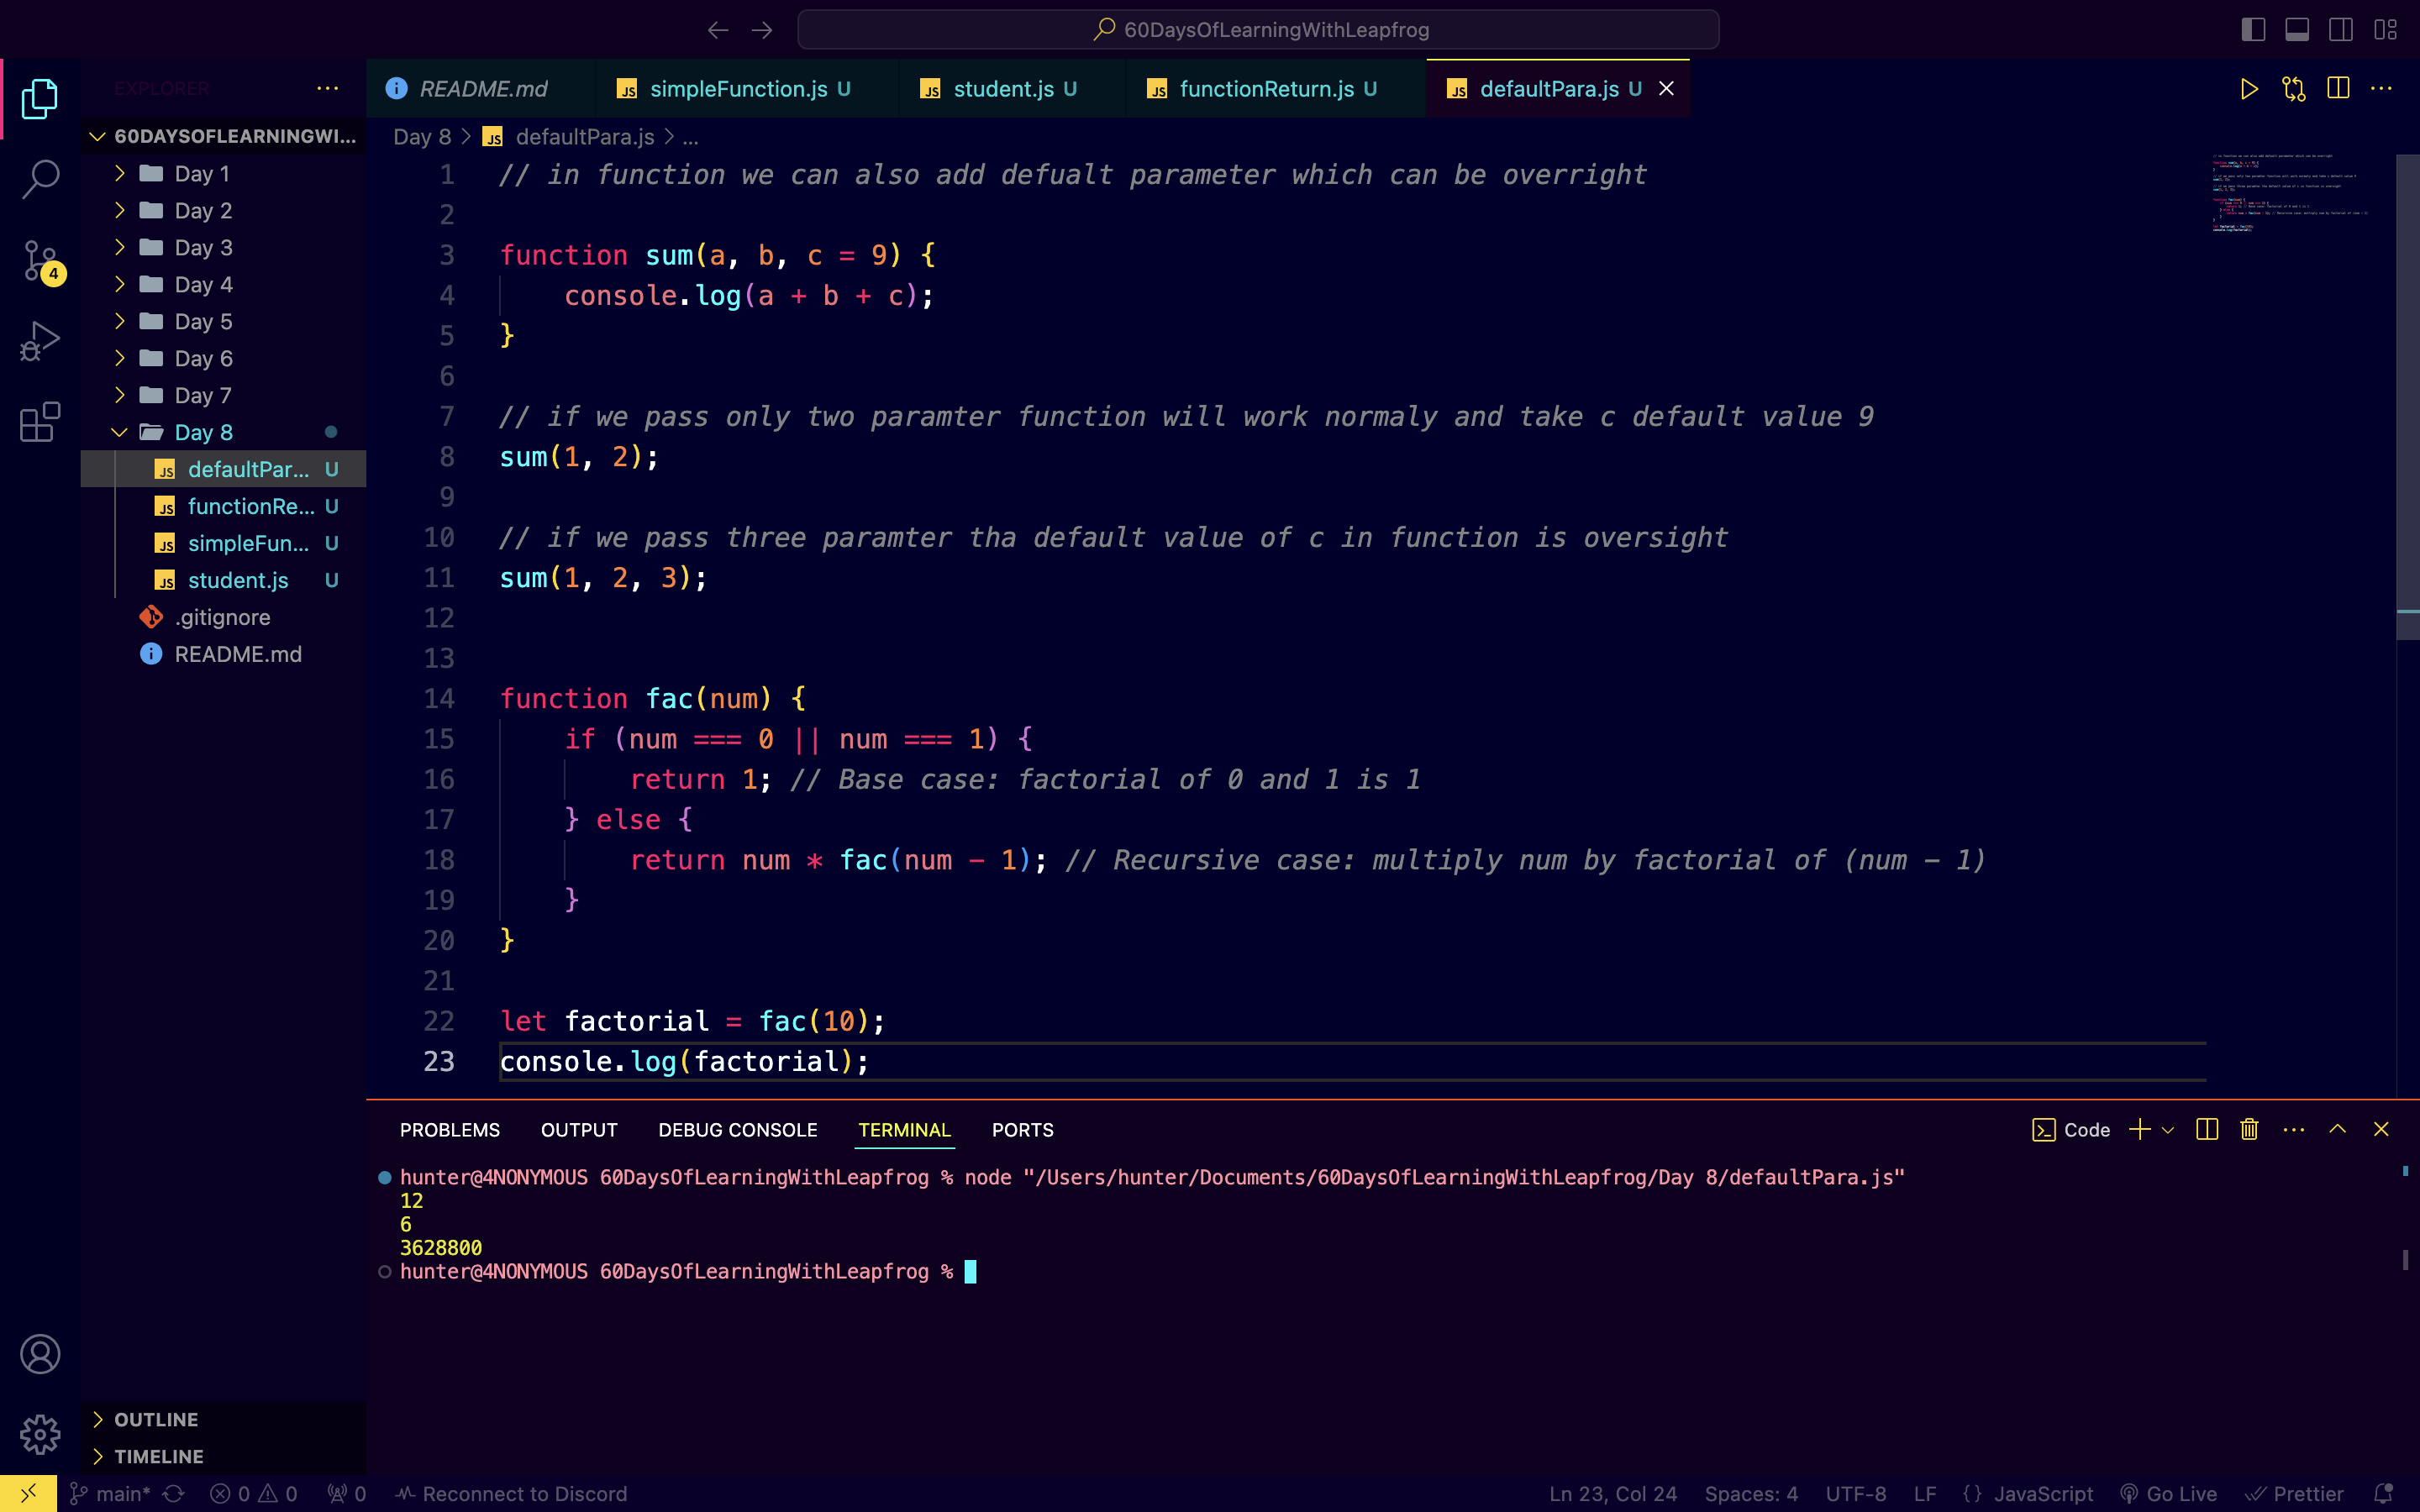 60DaysOfLearningWithLeapfrog
EXPLORER
README.md
simpleFunction.js U
student.js U
functionReturn.js U
defaultPara.js U
60DAYSOFLEARNINGWI...
Day 1
Day 2
Day 3
Day 4
Day 5
Day 6
Day 7
Day 8
defaultPar... U
functionRe... U
simpleFun... U
student.js U
.gitignore
README.md
OUTLINE
TIMELINE
4
Day 8 > JS defaultPara.js > ...
1 // in function we can also add defualt parameter which can be overright
2
3 function sum(a, b, c = 9) {
4 console.log(a + b + c);
5 }
6
7 // if we pass only two paramter function will work normaly and take c default value 9
8 sum(1, 2);
9
10 // if we pass three paramter tha default value of c in function is oversight
11 sum(1, 2, 3);
12
13
14 function fac(num) {
15 if (num === 0 || num === 1) {
16 return 1; // Base case: factorial of 0 and 1 is 1
17 } else {
18 return num * fac(num - 1); // Recursive case: multiply num by factorial of (num - 1)
19 }
20 }
21
22 let factorial = fac(10);
23 console.log(factorial);
PROBLEMS OUTPUT DEBUG CONSOLE TERMINAL PORTS
Code
hunter@4NONYMOUS 60DaysOfLearningWithLeapfrog % node "/Users/hunter/Documents/60DaysOfLearningWithLeapfrog/Day 8/defaultPara.js"
12
6
3628800
hunter@4NONYMOUS 60DaysOfLearningWithLeapfrog %
main* 0 0 0 Reconnect to Discord
Ln 23, Col 24 Spaces: 4 UTF-8 LF {} JavaScript Go Live Prettier